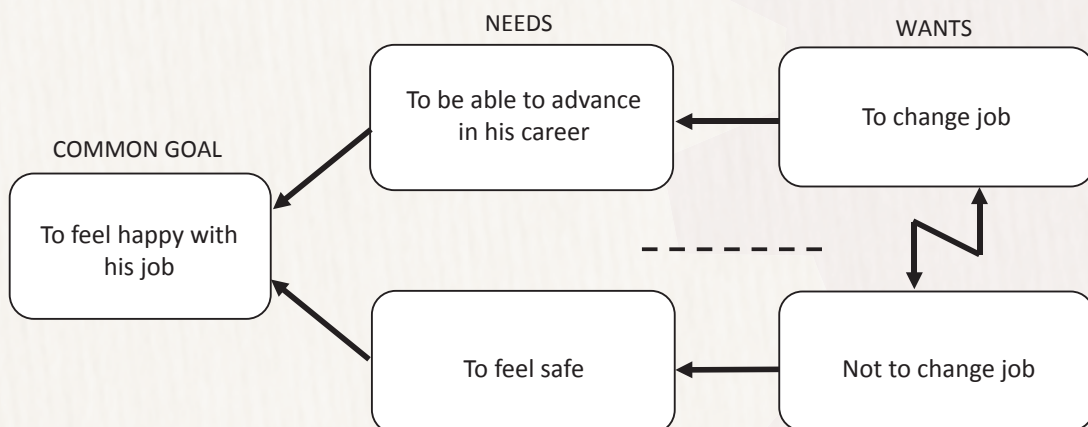 NEEDS
WANTS
To be able to advance
in his career
To change job
COMMON GOAL
To feel happy with
his job
To feel safe
Not to change job